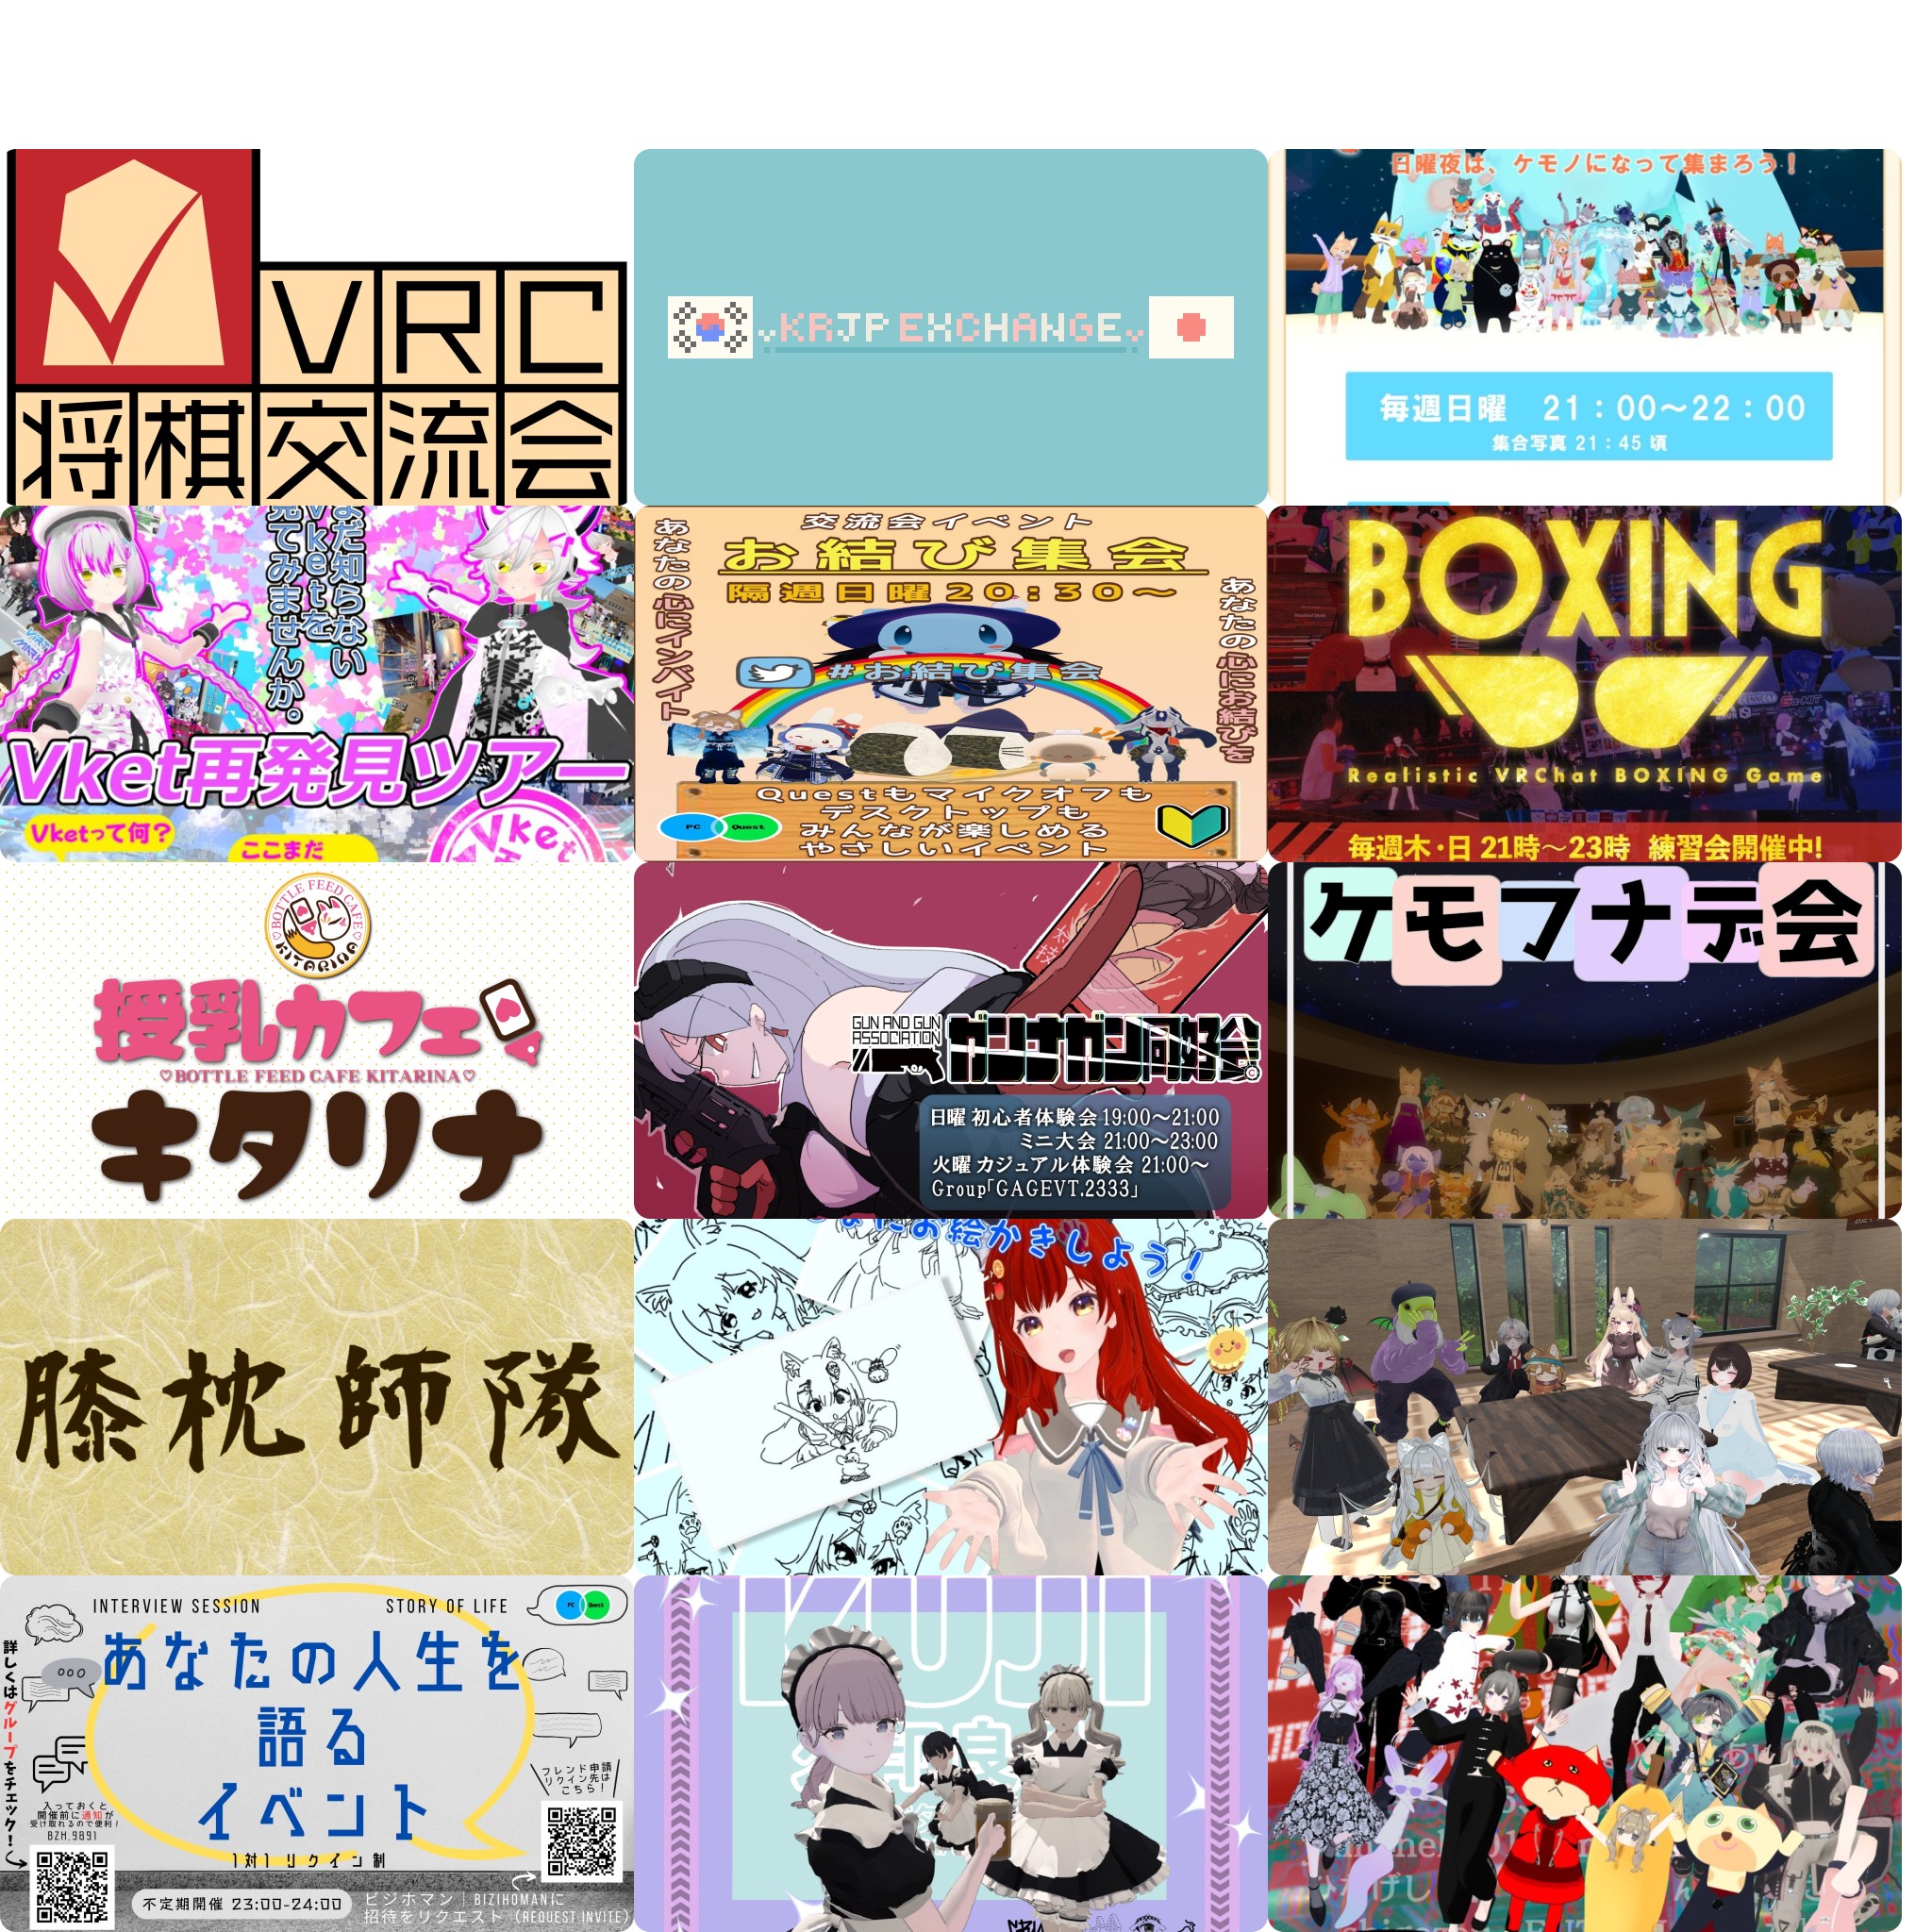 VRC
将棋交流会
KRJP EXCHANGE
日曜夜は、ケモノになって集まろう！
毎週日曜 21：00～22：00
集合写真 21：45 頃
まだ知らない
Vketを
見てみませんか。
Vket再発見ツアー
Vketって何？
ここまだ
Vket
あなたの心にインバイト
交流会イベント
お結び集会
隔週日曜20:30～
#お結び集会
あなたの心にお結びを
Questもマイクオフも
デスクトップも
みんなが楽しめる
やさしいイベント
PC Quest
BOXING
Realistic VRChat BOXING Game
毎週木･日 21時～23時 練習会開催中!
BOTTLE FEED CAFE
KITARINA
授乳カフェ
♡BOTTLE FEED CAFE KITARINA♡
キタリナ
GUN AND GUN
ASSOCIATION
ガンナガン同好会
日曜 初心者体験会 19:00～21:00
ミニ大会 21:00～23:00
火曜 カジュアル体験会 21:00～
Group「GAGEVT.2333」
ケモフナデ会
膝枕師隊
お絵かきしよう！
INTERVIEW SESSION
STORY OF LIFE
PC Quest
あなたの人生を
語る
イベント
1対1 リクイン制
詳しくはグループをチェック！
入っておくと
開催前に通知が
受け取れるので便利！
BZH.9891
フレンド申請
リクイン先は
こちら！
不定期開催 23:00-24:00
ビジホマン｜BIZIHOMANに
招待をリクエスト（REQUEST INVITE）
KUJI